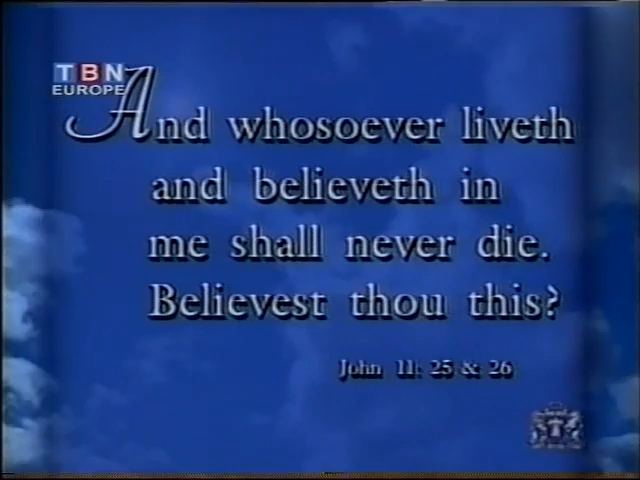 TBN
EUROPE
And whosoever liveth
and believeth in
me shall never die.
Believest thou this?
John 11: 25 & 26